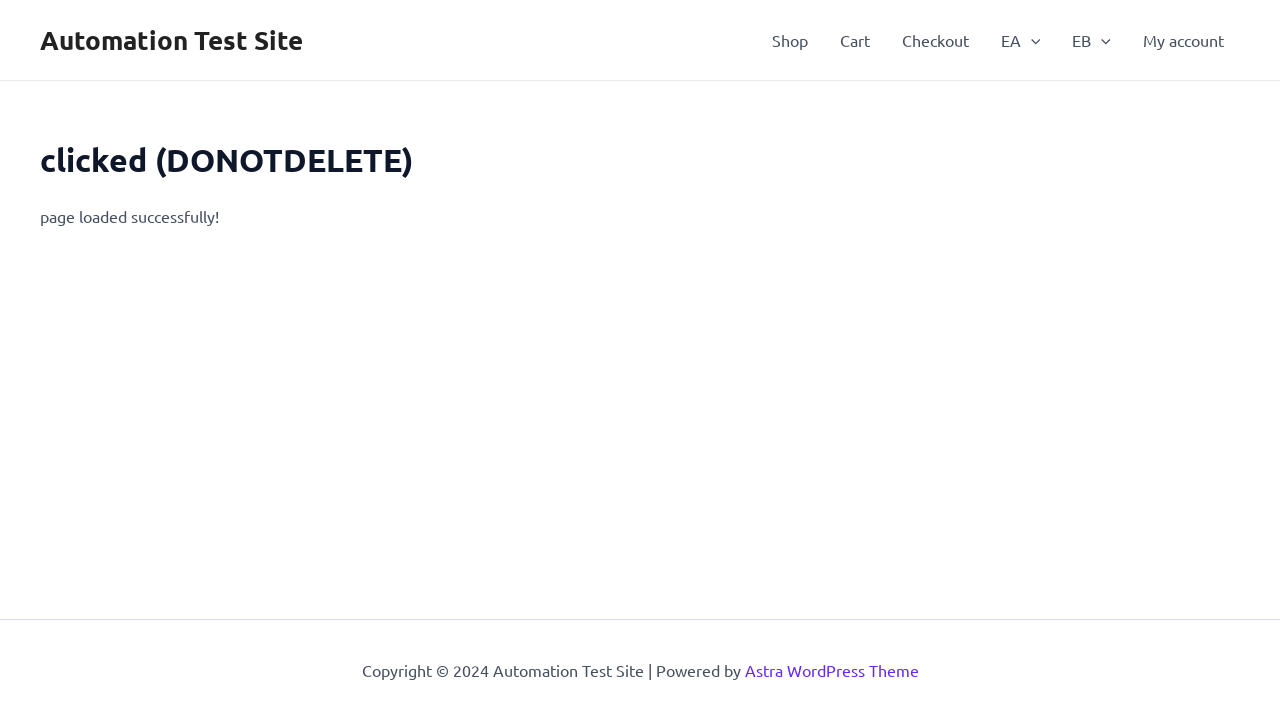 Automation Test Site
Shop Cart Checkout EA EB My account
clicked (DONOTDELETE)
page loaded successfully!
Copyright © 2024 Automation Test Site | Powered by Astra WordPress Theme